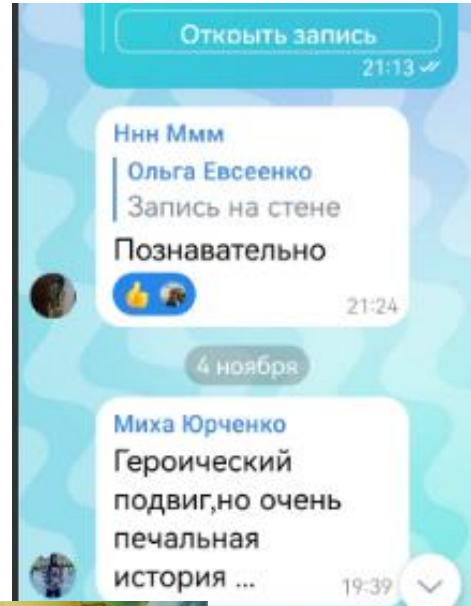 Открыть запись
21:13
Ннн Ммм
Ольга Евсеенко
Запись на стене
Познавательно
21:24
4 ноября
Миха Юрченко
Героический
подвиг,но очень
печальная
история ...
19:39